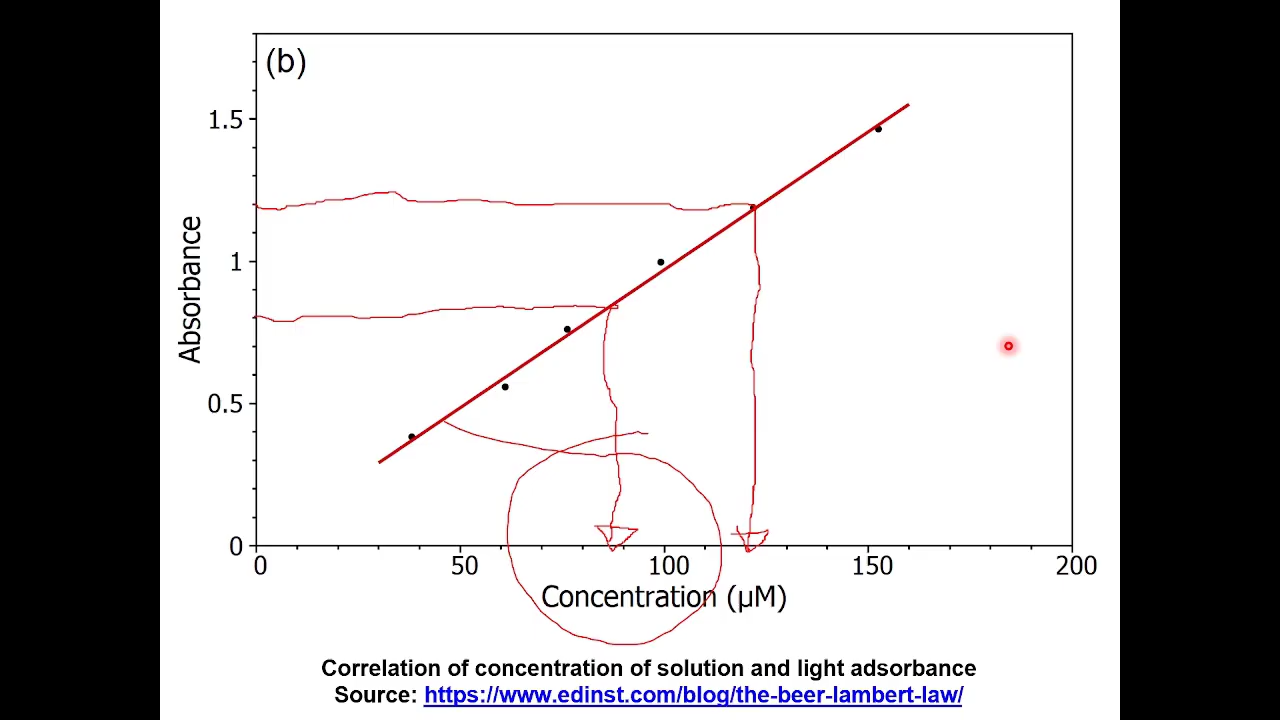 (b)
1.5
1
0.5
0
Absorbance
0 50 100 150 200
Concentration (µM)
Correlation of concentration of solution and light adsorbance
Source: https://www.edinst.com/blog/the-beer-lambert-law/